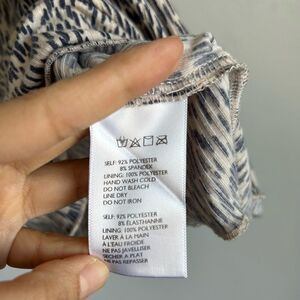 SELF: 92% POLYESTER
8% SPANDEX
LINING: 100% POLYESTER
HAND WASH COLD
DO NOT BLEACH
LINE DRY
DO NOT IRON
SELF: 92% POLYESTER
8% ÉLASTHANNE
LINING: 100% POLYESTER
LAVER À LA MAIN
À L'EAU FROIDE
NE PAS JAVELLISER
SECHER A PLAT
NE PAS REPASSER